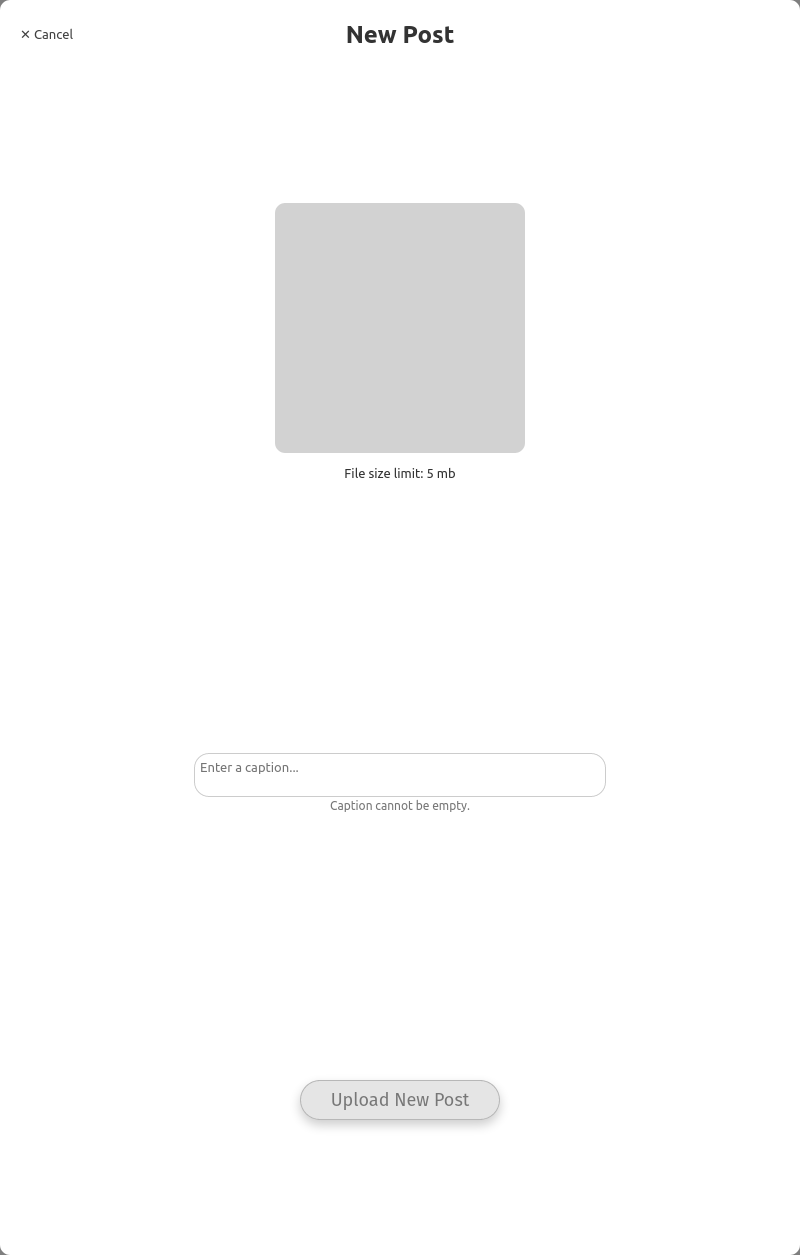 ✕ Cancel
New Post
File size limit: 5 mb
Enter a caption...
Caption cannot be empty.
Upload New Post